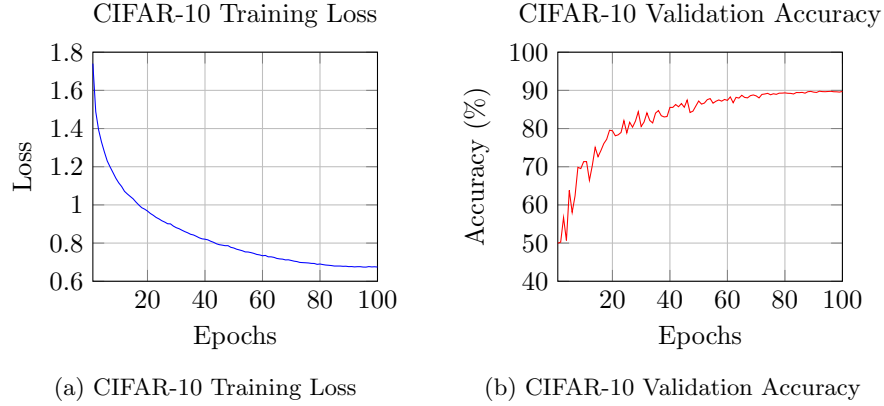 CIFAR-10 Training Loss
1.8
1.6
1.4
1.2
1
0.8
0.6
20 40 60 80 100
Loss
Epochs
(a) CIFAR-10 Training Loss
CIFAR-10 Validation Accuracy
100
90
80
70
60
50
40
20 40 60 80 100
Accuracy (%)
Epochs
(b) CIFAR-10 Validation Accuracy